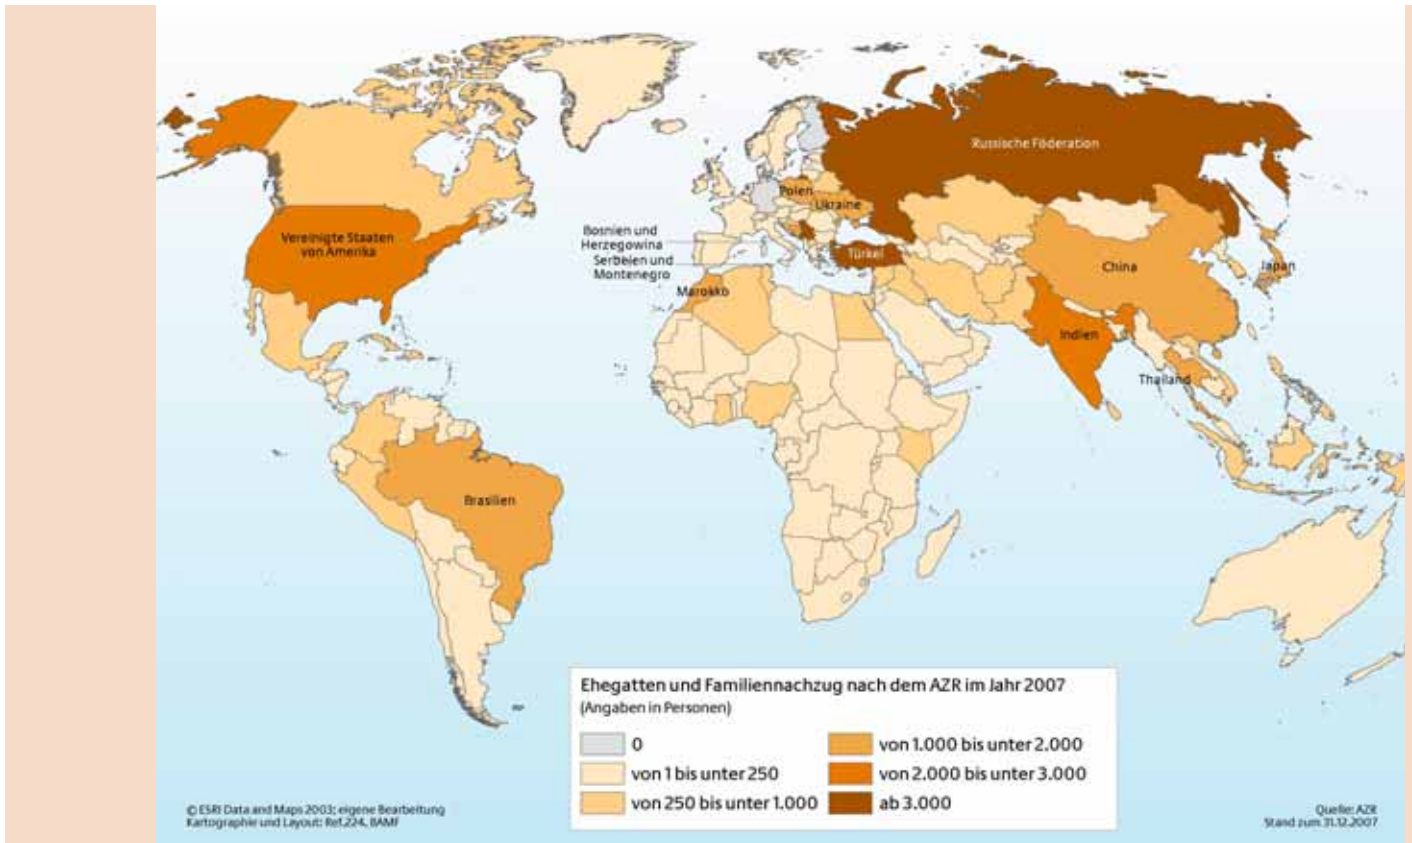 Russische Föderation
Polen
Ukraine
Vereinigte Staaten
von Amerika
Bosnien und
Herzegowina
Serbeien und
Montenegro
Türkei
China
Japan
Marokko
Indien
Thailand
Brasilien
Ehegatten und Familiennachzug nach dem AZR im Jahr 2007
(Angaben in Personen)
0
von 1 bis unter 250
von 250 bis unter 1.000
von 1.000 bis unter 2.000
von 2.000 bis unter 3.000
ab 3.000
© ESRI Data and Maps 2003; eigene Bearbeitung
Kartographie und Layout: Ref.224, BAMF
Quelle: AZR
Stand zum 31.12.2007